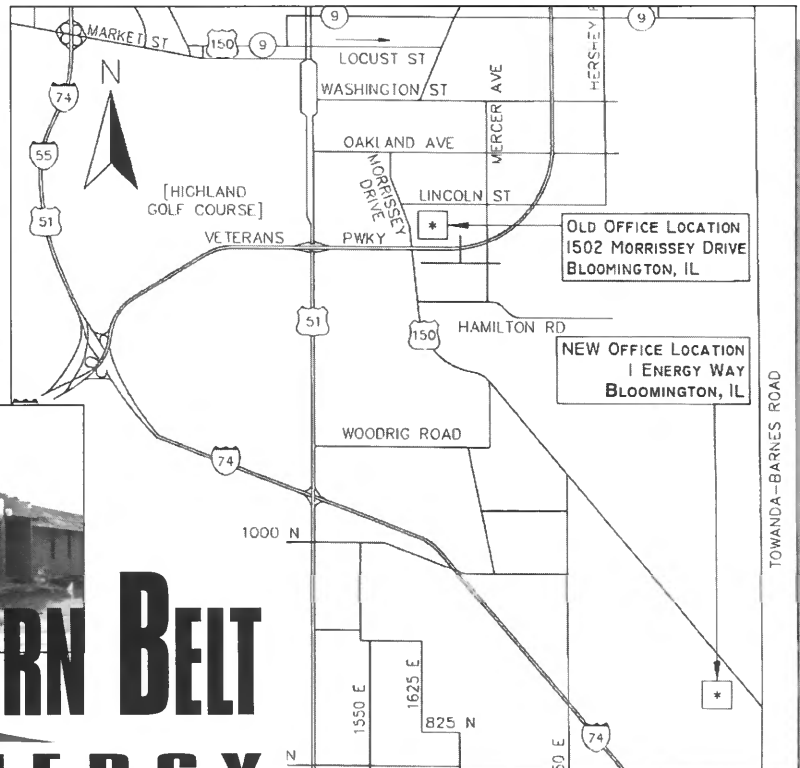 9
9
MARKET ST
150
9
LOCUST ST
HERSHEY
N
74
WASHINGTON ST
MERCER AVE
55
OAKLAND AVE
MORRISSEY
DRIVE
[HIGHLAND
GOLF COURSE]
LINCOLN ST
51
*
OLD OFFICE LOCATION
1502 MORRISSEY DRIVE
BLOOMINGTON, IL
VETERANS PWKY
51
150
HAMILTON RD
NEW OFFICE LOCATION
1 ENERGY WAY
BLOOMINGTON, IL
TOWANDA-BARNES ROAD
WOODRIG ROAD
74
1000 N
RN BELT
*
1550 E
1625 E
825 N
74
50 E
N
ERGY